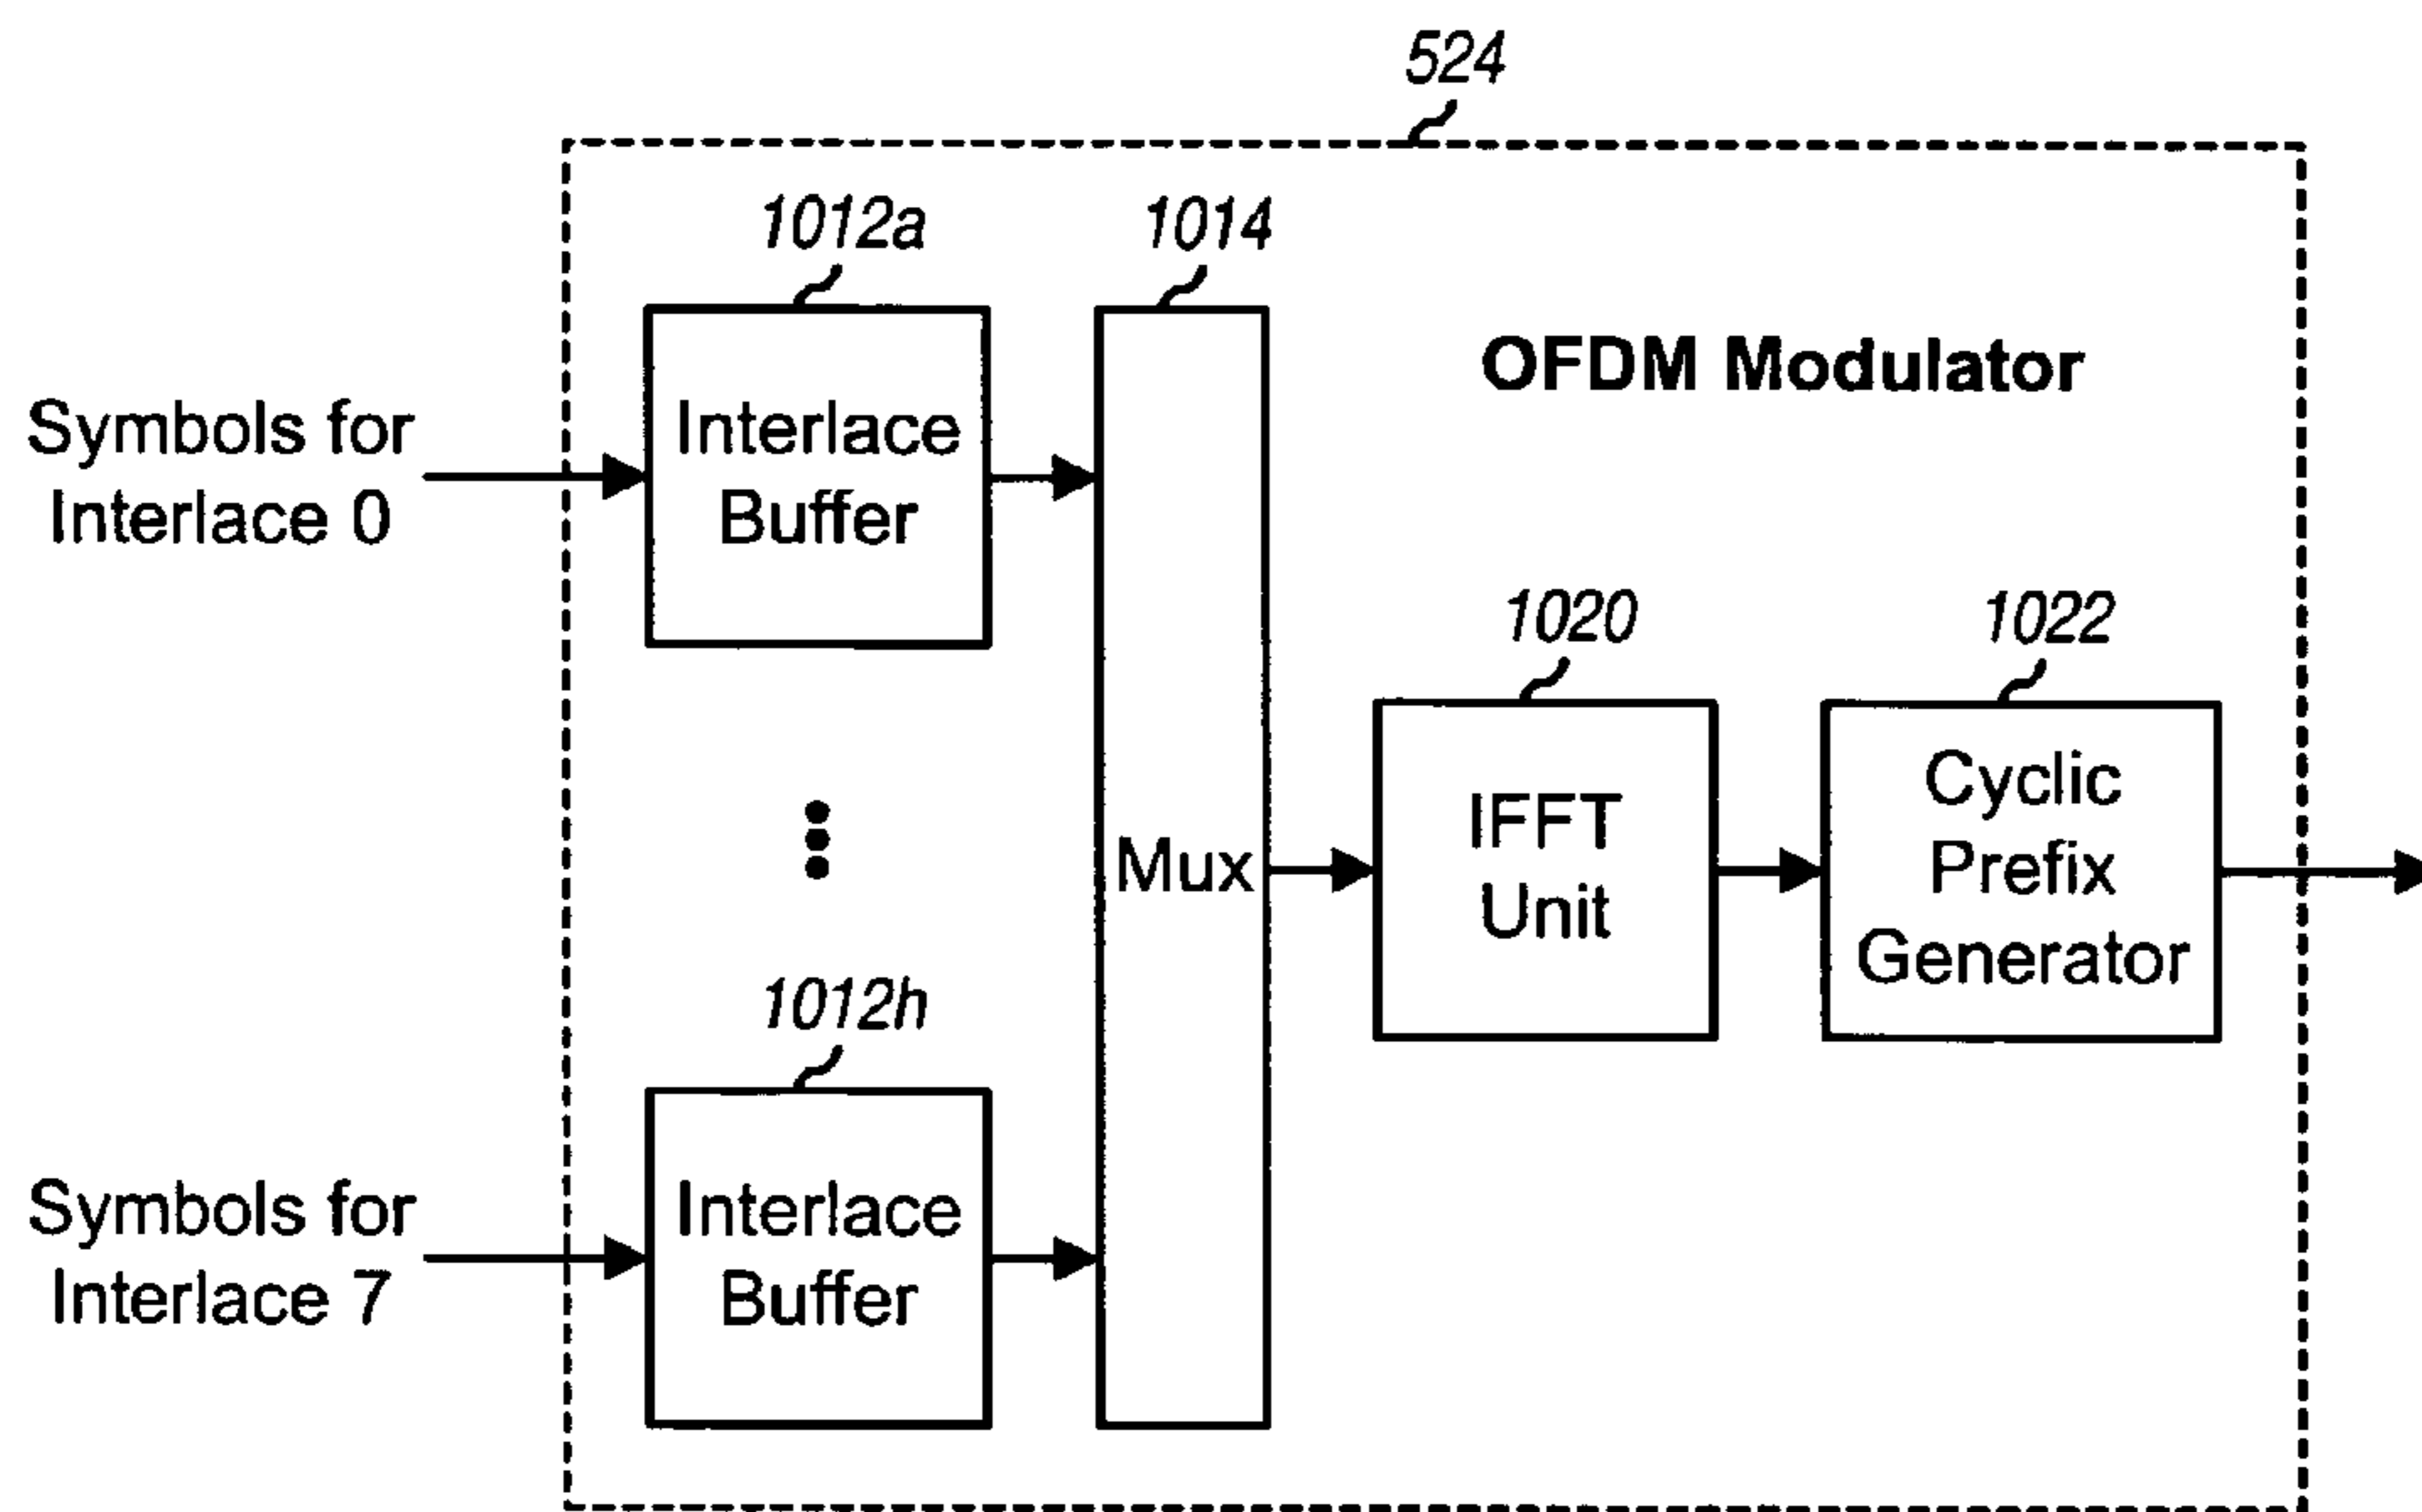 524
1012a
1014
OFDM Modulator
Symbols for
Interlace 0
Interlace
Buffer
1020
1022
Mux
IFFT
Unit
Cyclic
Prefix
Generator
1012h
Symbols for
Interlace 7
Interlace
Buffer